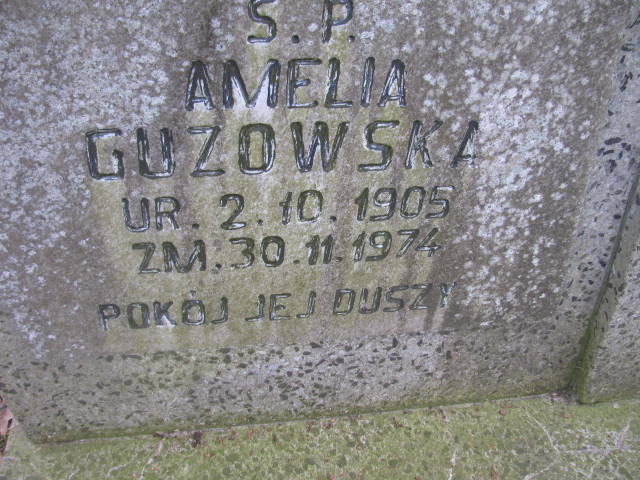 Ś.P.
AMELIA
GUZOWSKA
UR. 2.10.1905
ZM. 30.11.1974
POKÓJ JEJ DUSZY